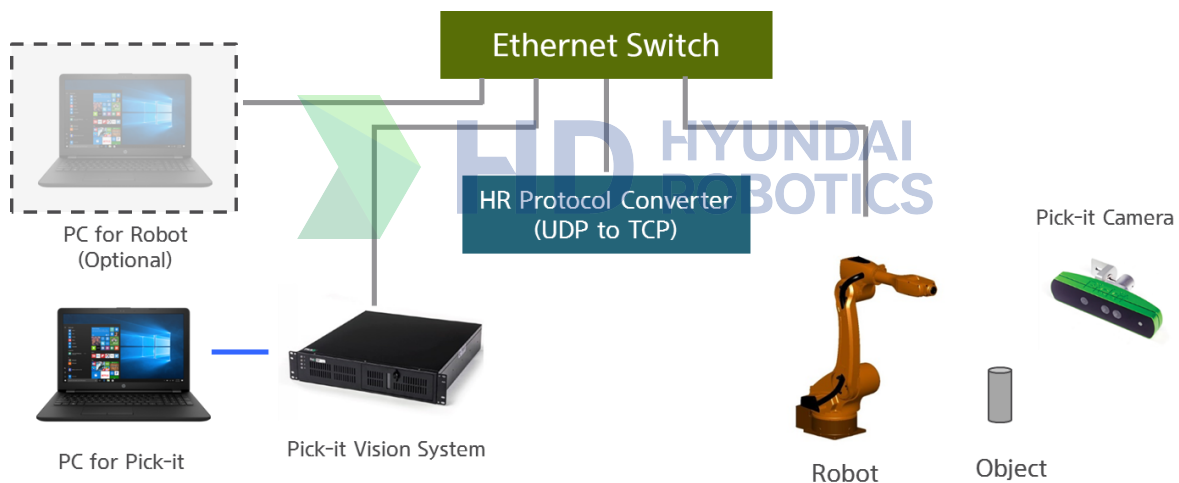 Ethernet Switch
HD HYUNDAI
ROBOTICS
HR Protocol Converter
(UDP to TCP)
PC for Robot
(Optional)
Pick-it Camera
PC for Pick-it
Pick-it Vision System
Robot
Object